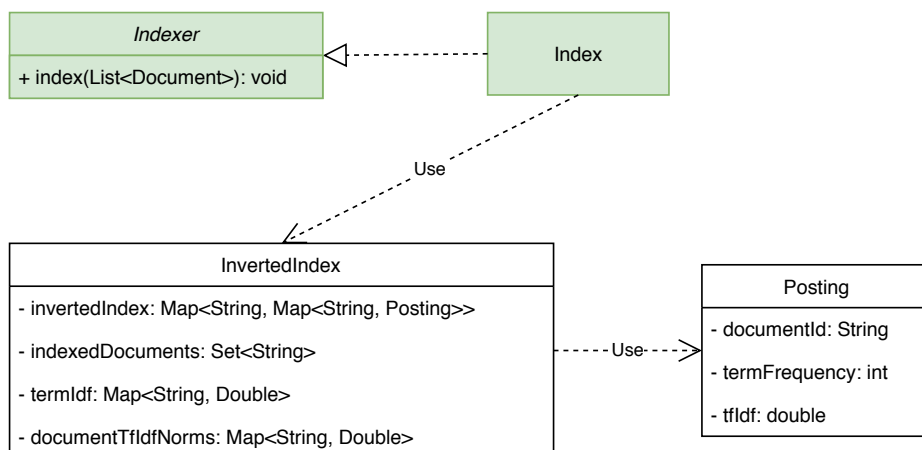 Indexer
+ index(List<Document>): void
Index
Use
InvertedIndex
- invertedIndex: Map<String, Map<String, Posting>>
- indexedDocuments: Set<String>
- termIdf: Map<String, Double>
- documentTfIdfNorms: Map<String, Double>
Use
Posting
- documentId: String
- termFrequency: int
- tfIdf: double